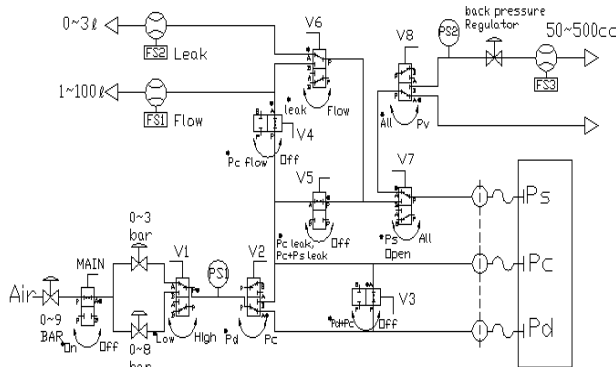 0~3ℓ
FS2 Leak
1~100ℓ
FS1 Flow
V6
*leak Flow
V4
*Pc flow Off
V8
*All Pv
PS2
back pressure
Regulator
50~500cc
FS3
V5
*Pc leak, Off
Pc+Ps leak
V7
*Ps All
Open
Ps
0~3
bar
MAIN
V1
PS1
V2
Pc
Air
V3
*Pd+Pc Off
0~9
BAR
*On Off
*Low High
*Pd Pc
Pd
0~8
bar